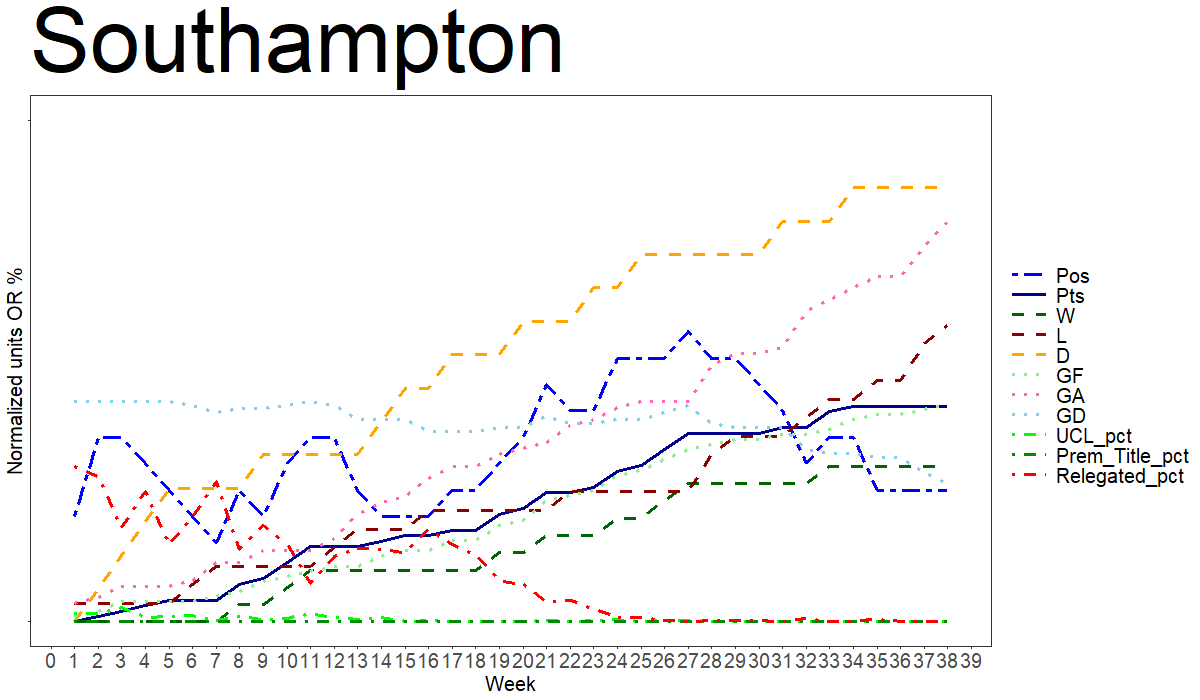 Southampton
Normalized units OR %
Pos
Pts
W
L
D
GF
GA
GD
UCL_pct
Prem_Title_pct
Relegated_pct
0 1 2 3 4 5 6 7 8 9 10 11 12 13 14 15 16 17 18 19 20 21 22 23 24 25 26 27 28 29 30 31 32 33 34 35 36 37 38 39
Week